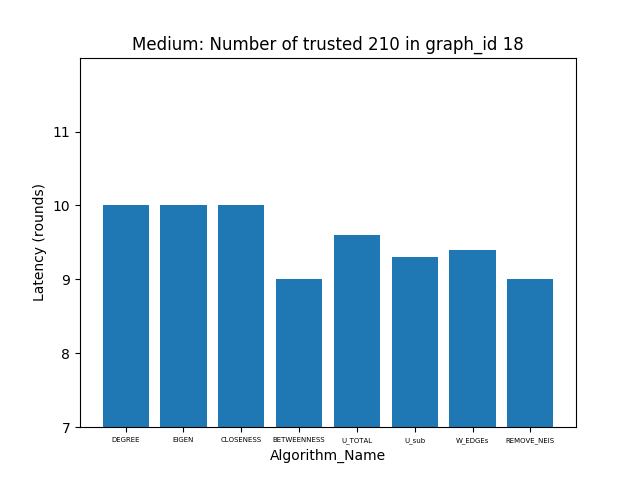 Medium: Number of trusted 210 in graph_id 18
Latency (rounds)
11
10
9
8
7
DEGREE EIGEN CLOSENESS BETWEENNESS U_TOTAL U_sub W_EDGEs REMOVE_NEIS
Algorithm_Name